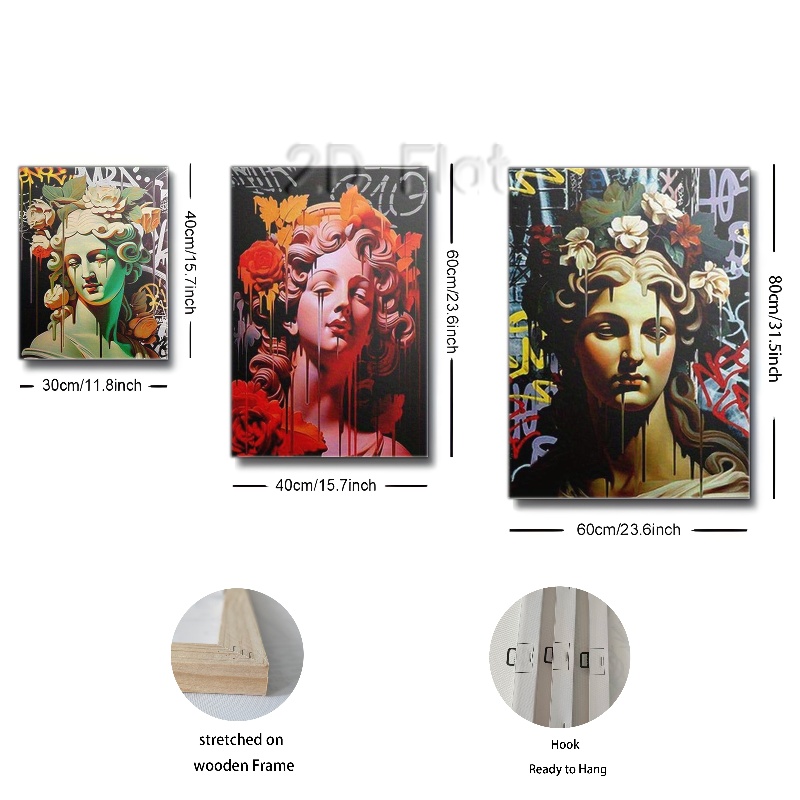 2D Flat
40cm/15.7inch
30cm/11.8inch
60cm/23.6inch
40cm/15.7inch
80cm/31.5inch
60cm/23.6inch
stretched on
wooden Frame
Hook
Ready to Hang